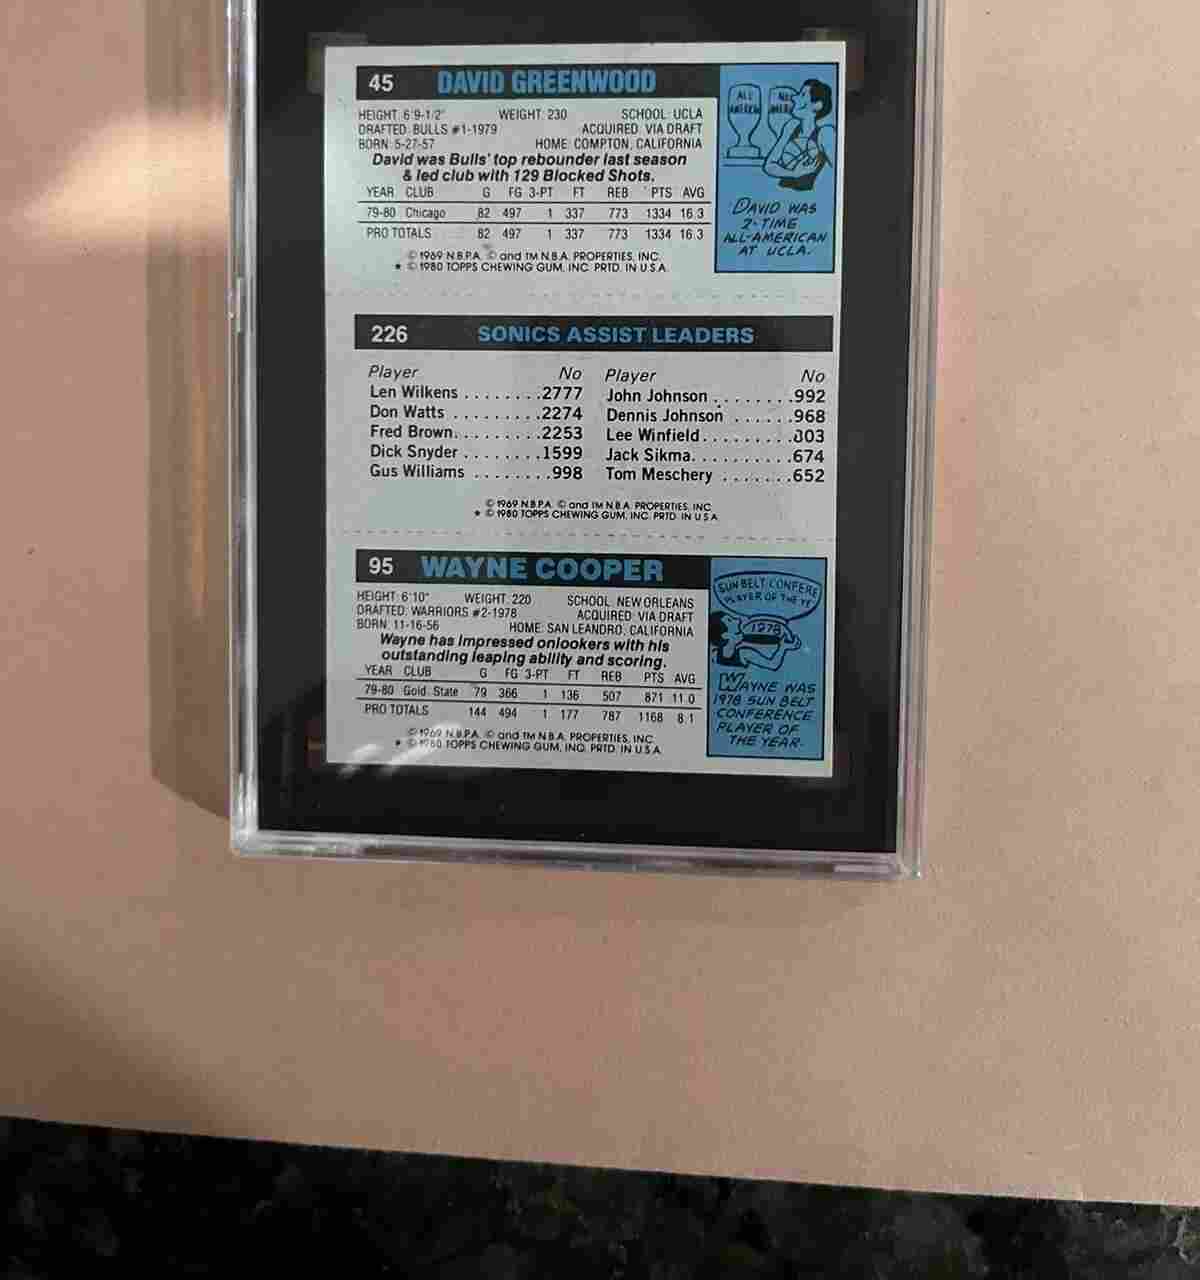 45 DAVID GREENWOOD
HEIGHT: 6'9-1/2" WEIGHT: 230 SCHOOL: UCLA
DRAFTED: BULLS #1-1979 ACQUIRED: VIA DRAFT
BORN: 5-27-57 HOME: COMPTON, CALIFORNIA
David was Bulls' top rebounder last season
& led club with 129 Blocked Shots.
YEAR CLUB G FG 3-PT FT REB PTS AVG
79-80 Chicago 82 497 1 337 773 1334 16.3
PRO TOTALS 82 497 1 337 773 1334 16.3
© 1969 N.B.P.A. © and TM N.B.A. PROPERTIES, INC.
★ © 1980 TOPPS CHEWING GUM, INC. PRTD. IN U.S.A.
ALL
DAVID WAS
2-TIME
ALL-AMERICAN
AT UCLA.
226 SONICS ASSIST LEADERS
Player No Player No
Len Wilkens ........2777 John Johnson ........992
Don Watts .........2274 Dennis Johnson ......968
Fred Brown.........2253 Lee Winfield.........803
Dick Snyder ........1599 Jack Sikma..........674
Gus Williams ........998 Tom Meschery .......652
© 1969 N.B.P.A. © and TM N.B.A. PROPERTIES, INC.
★ © 1980 TOPPS CHEWING GUM, INC. PRTD. IN U.S.A.
95 WAYNE COOPER
HEIGHT: 6'10" WEIGHT: 220 SCHOOL: NEW ORLEANS
DRAFTED: WARRIORS #2-1978 ACQUIRED: VIA DRAFT
BORN: 11-16-56 HOME: SAN LEANDRO, CALIFORNIA
Wayne has impressed onlookers with his
outstanding leaping ability and scoring.
YEAR CLUB G FG 3-PT FT REB PTS AVG
79-80 Gold. State 79 366 1 136 507 871 11.0
PRO TOTALS 144 494 1 177 787 1168 8.1
© 1969 N.B.P.A. © and TM N.B.A. PROPERTIES, INC.
★ © 1980 TOPPS CHEWING GUM, INC. PRTD. IN U.S.A.
SUN BELT CONFERE
PLAYER OF THE YE
1978
WAYNE WAS
1978 SUN BELT
CONFERENCE
PLAYER OF
THE YEAR.